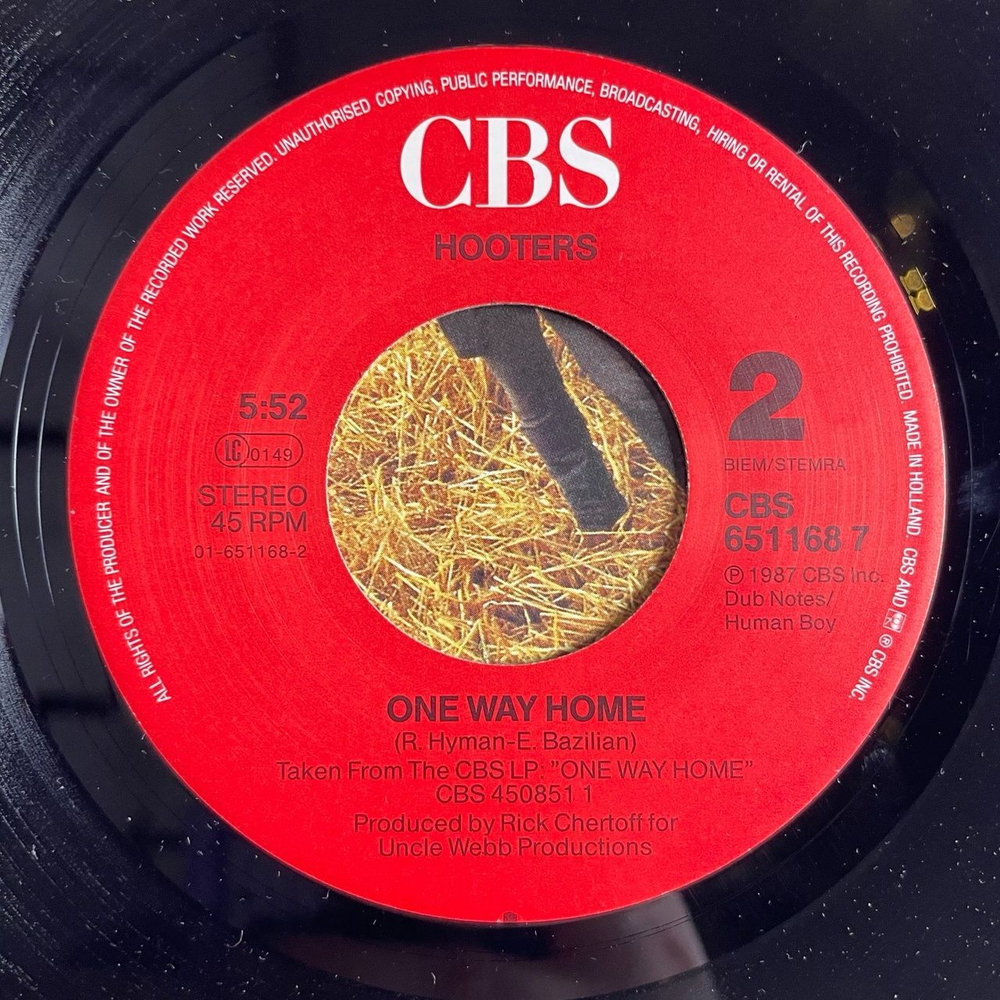 ALL RIGHTS OF THE PRODUCER AND OF THE OWNER OF THE RECORDED WORK RESERVED. UNAUTHORISED COPYING, PUBLIC PERFORMANCE, BROADCASTING, HIRING OR RENTAL OF THIS RECORDING PROHIBITED. MADE IN HOLLAND. CBS AND ® CBS INC.
CBS
HOOTERS
5:52
LC 0149
STEREO
45 RPM
01-651168-2
2
BIEM/STEMRA
CBS
651168 7
℗ 1987 CBS Inc.
Dub Notes/
Human Boy
ONE WAY HOME
(R. Hyman-E. Bazilian)
Taken From The CBS LP: "ONE WAY HOME"
CBS 450851 1
Produced by Rick Chertoff for
Uncle Webb Productions